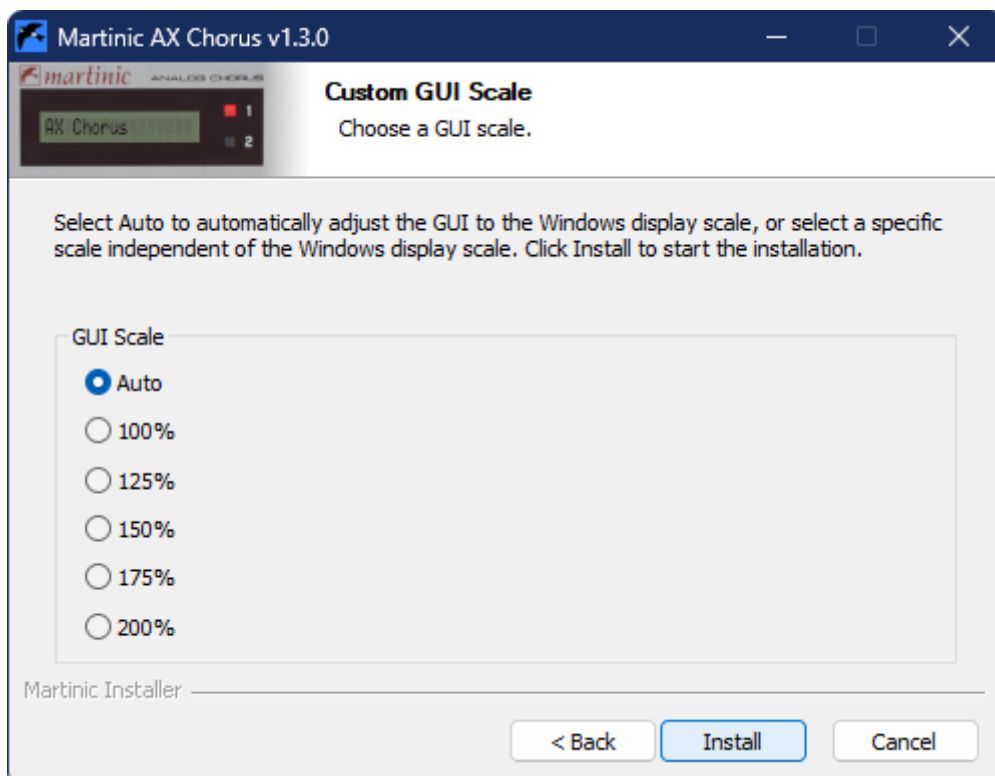 Martinic AX Chorus v1.3.0
martinic ANALOG CHORUS
AX Chorus
1
2
Custom GUI Scale
Choose a GUI scale.
Select Auto to automatically adjust the GUI to the Windows display scale, or select a specific
scale independent of the Windows display scale. Click Install to start the installation.
GUI Scale
Auto
100%
125%
150%
175%
200%
Martinic Installer
< Back
Install
Cancel